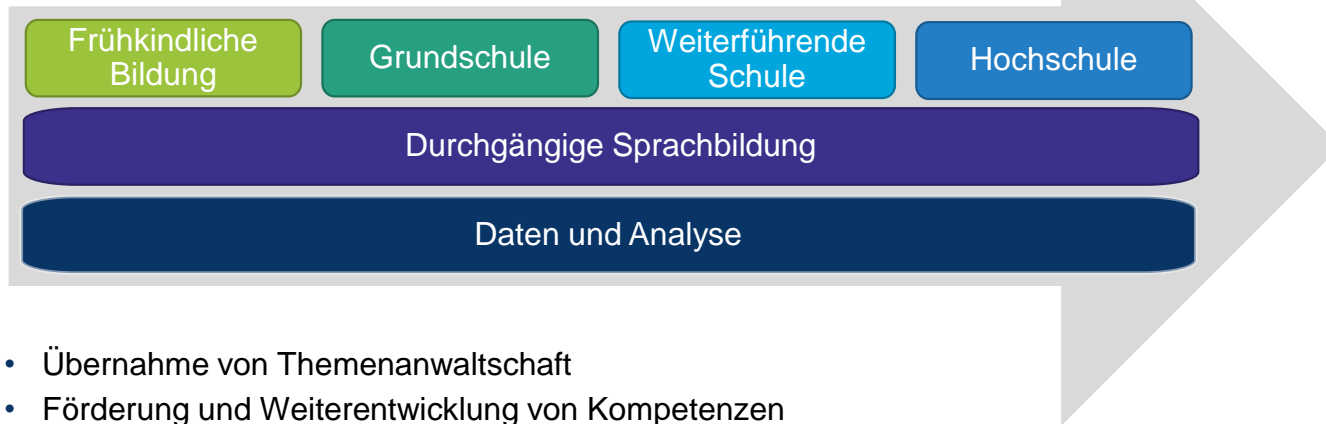 Frühkindliche
Bildung
Grundschule
Weiterführende
Schule
Hochschule
Durchgängige Sprachbildung
Daten und Analyse
• Übernahme von Themenanwaltschaft
• Förderung und Weiterentwicklung von Kompetenzen